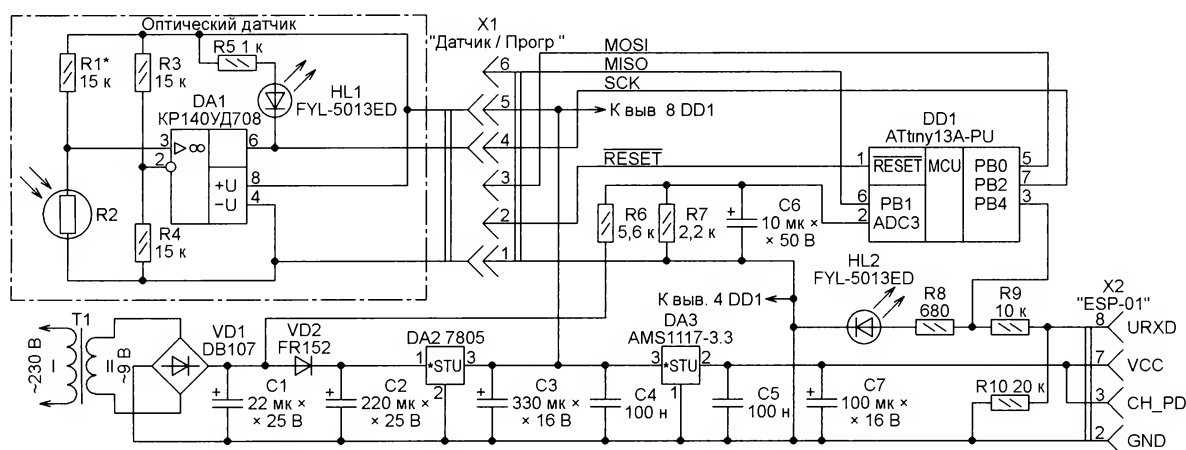 Оптический датчик
R1*
15 к
R3
15 к
R5 1 к
HL1
FYL-5013ED
DA1
КР140УД708
3
2
▷∞
6
+U
8
−U
4
R2
R4
15 к
X1
"Датчик / Прогр "
6
5
4
3
2
1
MOSI
MISO
SCK
К выв 8 DD1
RESET
DD1
ATtiny13A-PU
1
RESET
MCU
PB0
5
PB2
7
6
PB1
PB4
3
2
ADC3
R6
5,6 к
R7
2,2 к
+
C6
10 мк ×
× 50 В
HL2
FYL-5013ED
К выв. 4 DD1
R8
680
R9
10 к
X2
"ESP-01"
8
URXD
7
VCC
3
CH_PD
2
GND
R10 20 к
T1
~230 В
I
II
~9 В
VD1
DB107
VD2
FR152
DA2 7805
1
*STU
3
2
DA3
AMS1117-3.3
3
*STU
2
1
+
C1
22 мк ×
× 25 В
+
C2
220 мк ×
× 25 В
+
C3
330 мк ×
× 16 В
C4
100 н
C5
100 н
+
C7
100 мк ×
× 16 В